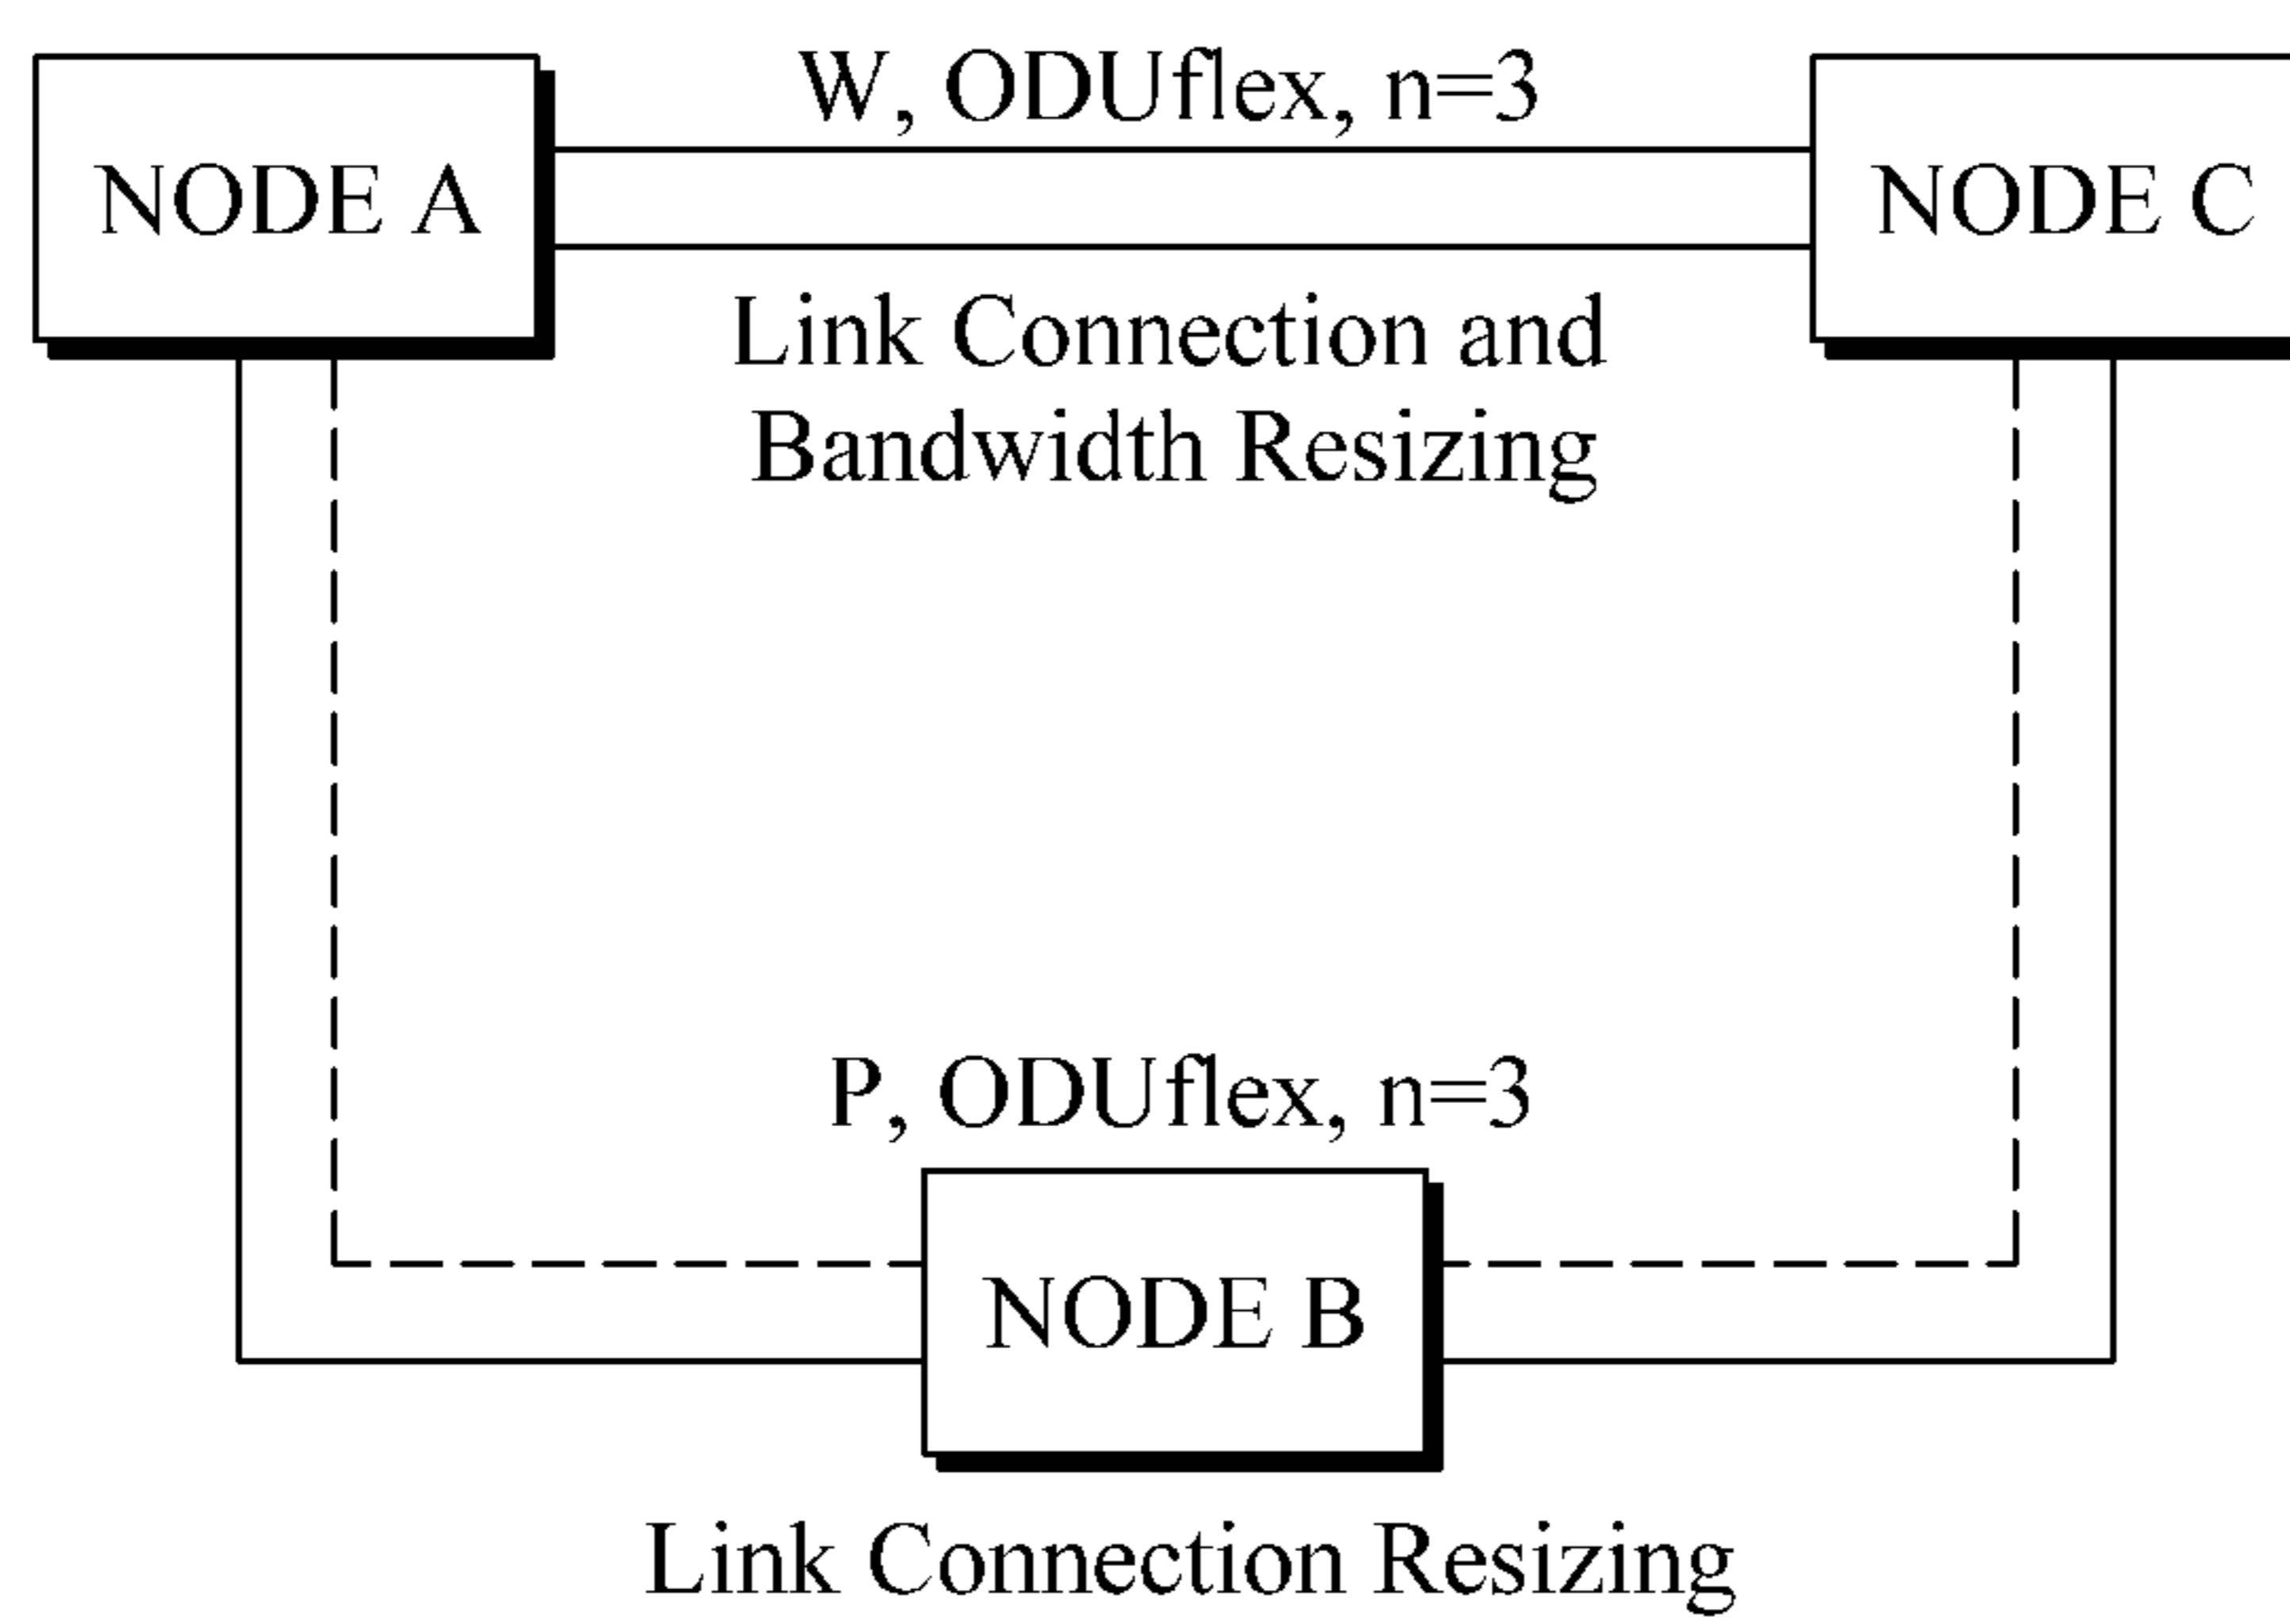 W, ODUflex, n=3
NODE A
NODE C
Link Connection and
Bandwidth Resizing
P, ODUflex, n=3
NODE B
Link Connection Resizing